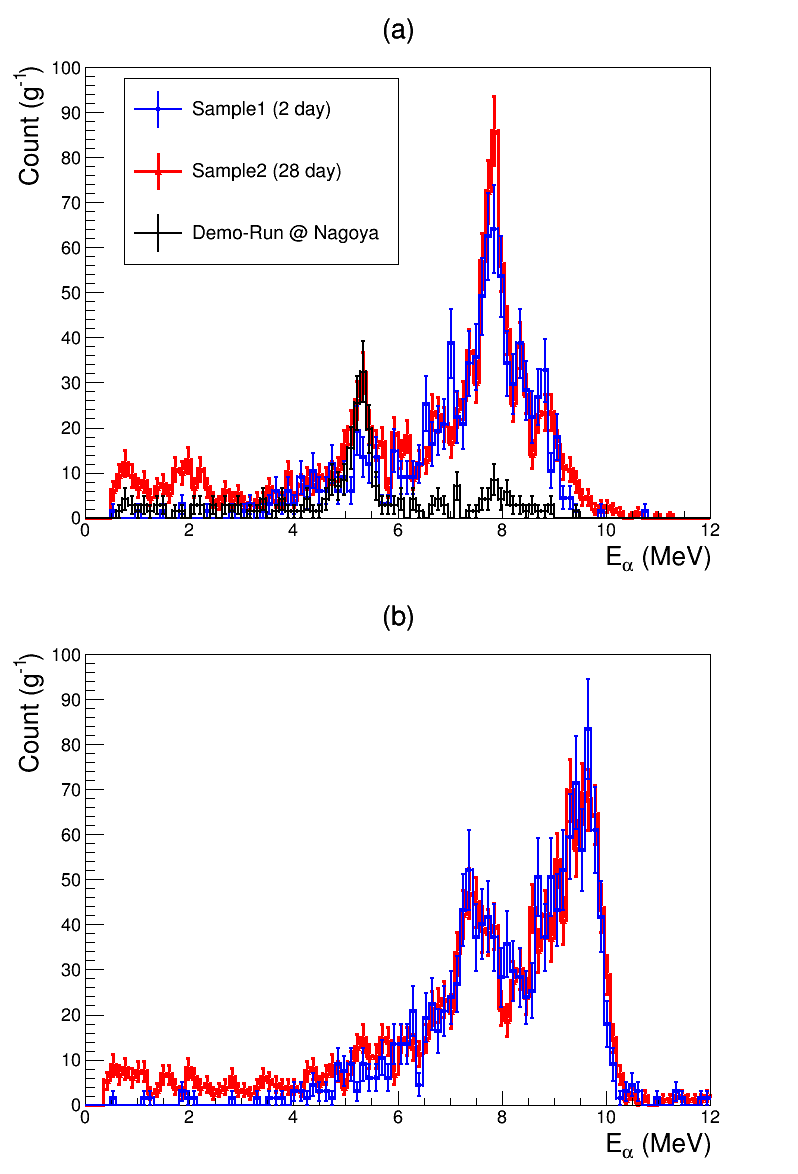 (a)
Count (g⁻¹)
100
90
80
70
60
50
40
30
20
10
0
Sample1 (2 day)
Sample2 (28 day)
Demo-Run @ Nagoya
0 2 4 6 8 10 12
Eα (MeV)
(b)
Count (g⁻¹)
100
90
80
70
60
50
40
30
20
10
0
0 2 4 6 8 10 12
Eα (MeV)